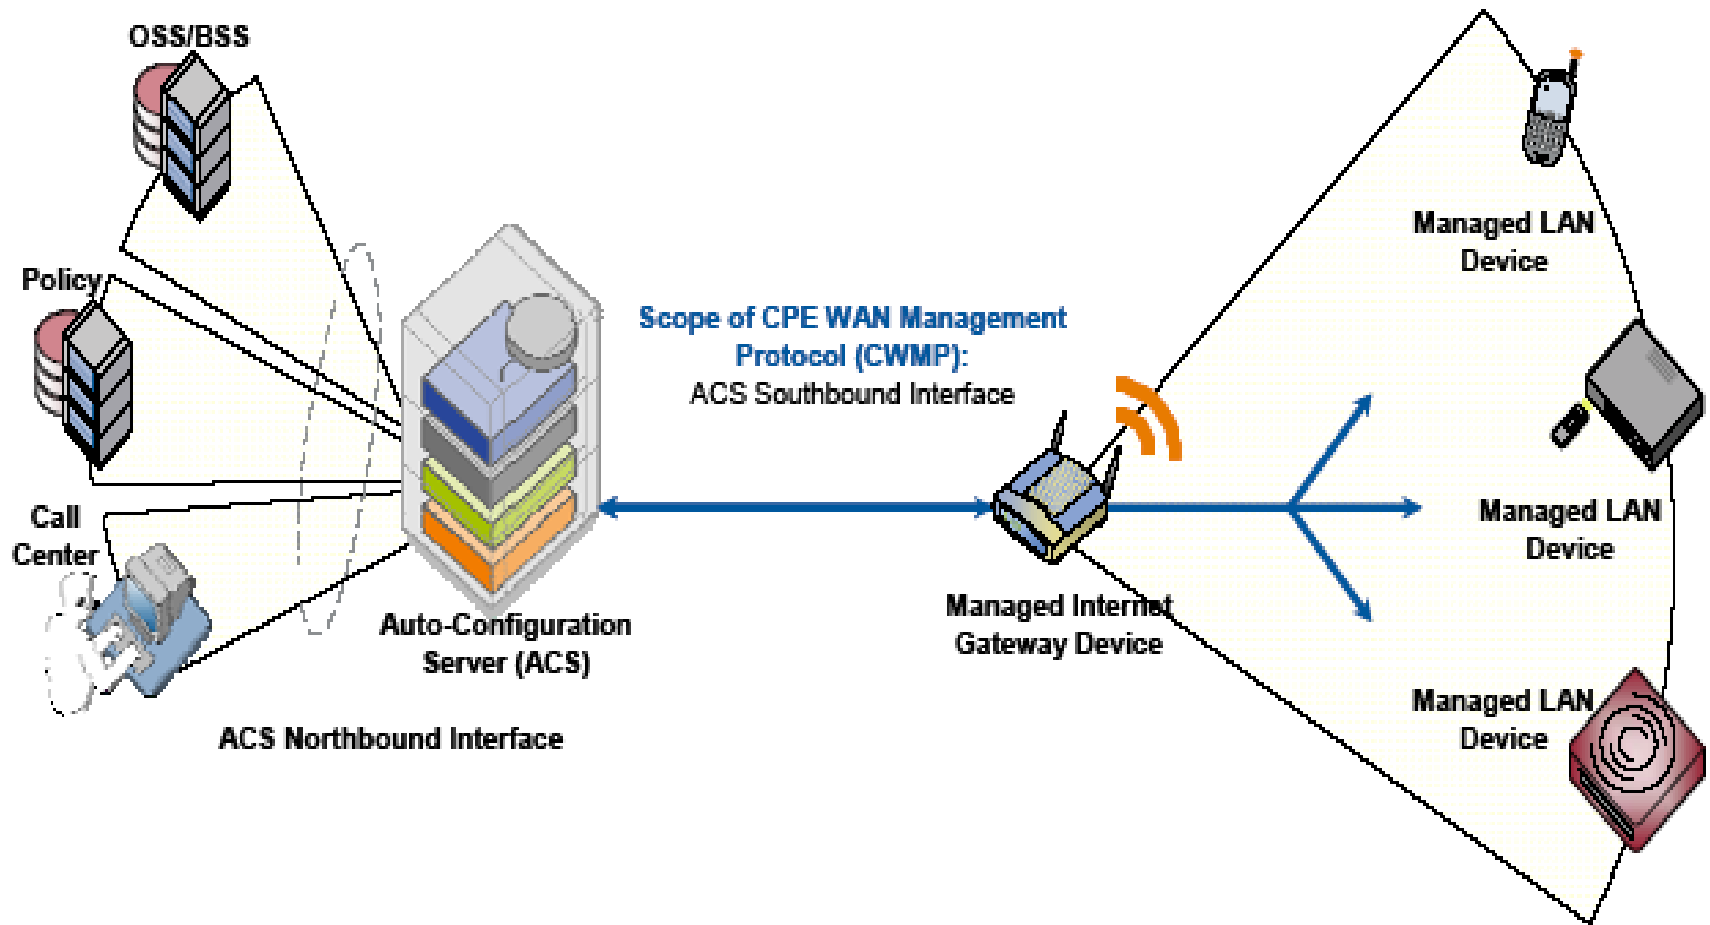 OSS/BSS
Policy
Call
Center
ACS Northbound Interface
Auto-Configuration
Server (ACS)
Scope of CPE WAN Management
Protocol (CWMP):
ACS Southbound Interface
Managed Internet
Gateway Device
Managed LAN
Device
Managed LAN
Device
Managed LAN
Device